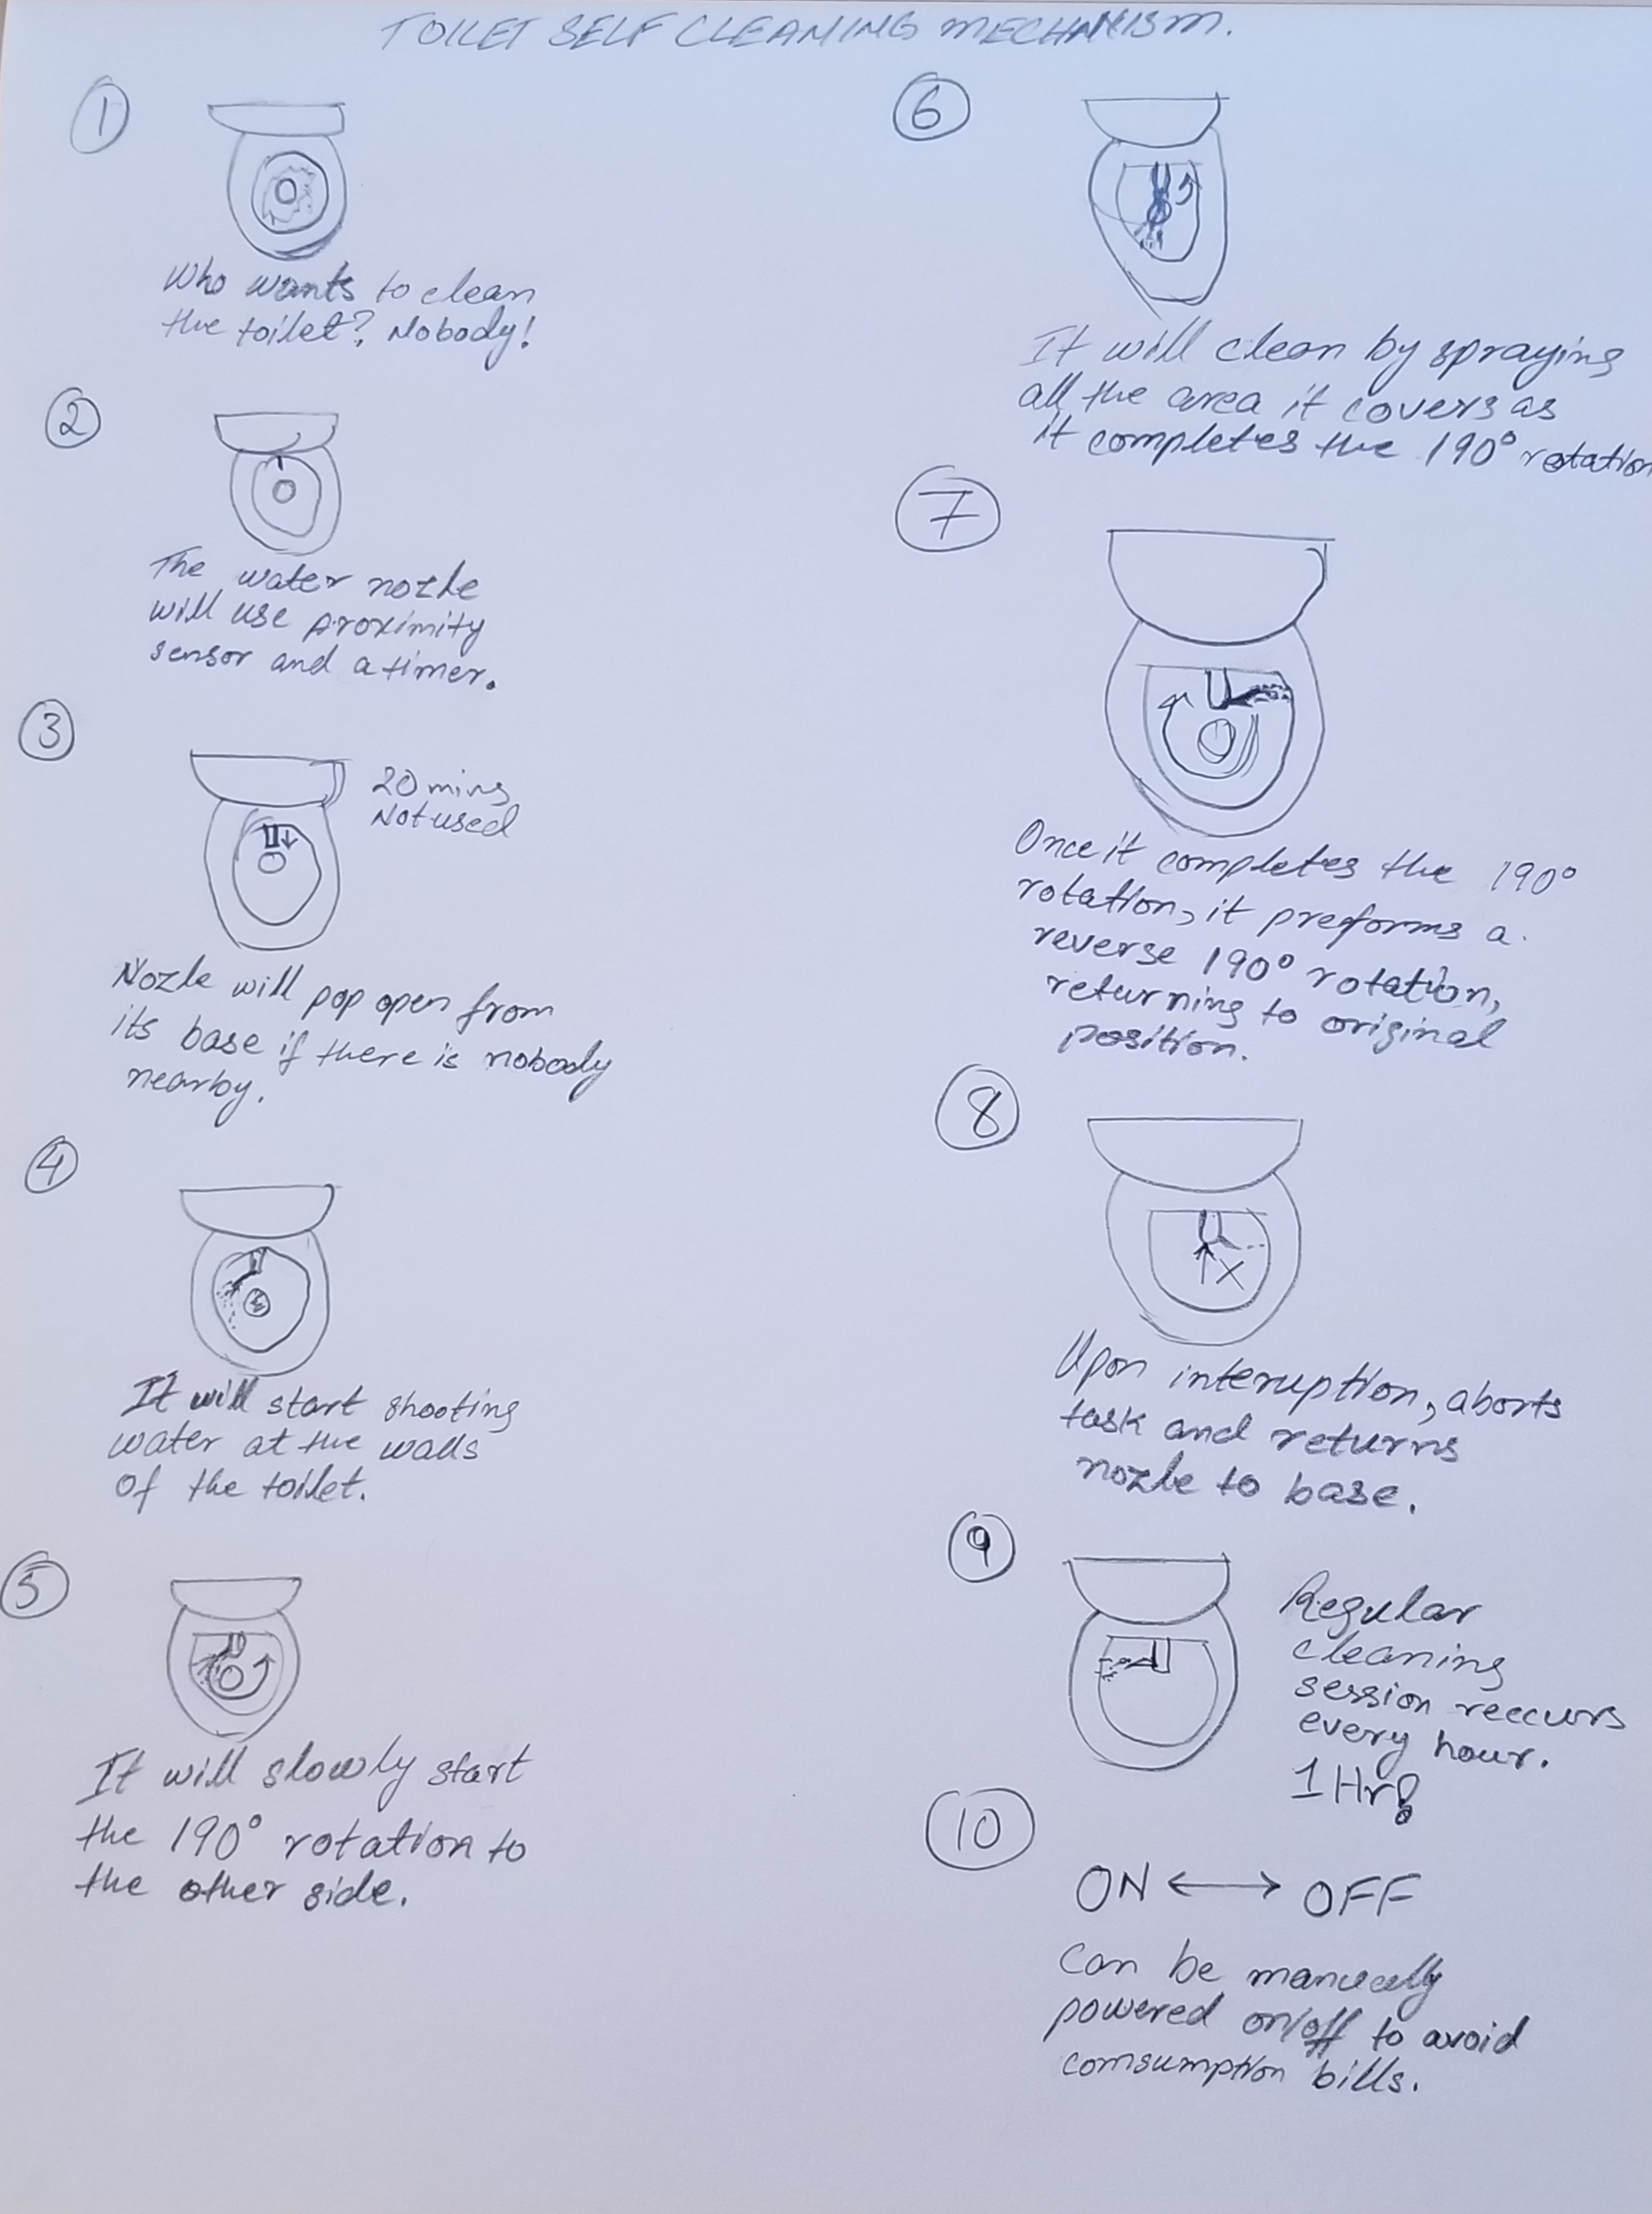 TOILET SELF CLEANING MECHANISM.
1
Who wants to clean
the toilet? Nobody!
2
The water nozzle
will use proximity
sensor and a timer.
3
20 mins
Not used
Nozzle will pop open from
its base if there is nobody
nearby.
4
It will start shooting
water at the walls
of the toilet.
5
It will slowly start
the 190° rotation to
the other side.
6
It will clean by spraying
all the area it covers as
it completes the 190° rotation
7
Once it completes the 190°
rotation, it preforms a
reverse 190° rotation,
returning to original
position.
8
Upon interuption, aborts
task and returns
nozzle to base.
9
Regular
cleaning
session reccurs
every hour.
1 Hr!
10
ON ↔ OFF
Can be manually
powered on/off to avoid
comsumption bills.